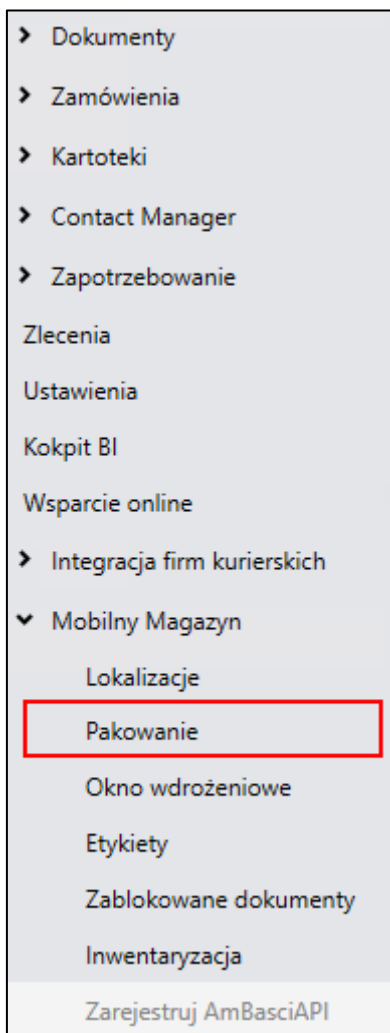 Dokumenty
Zamówienia
Kartoteki
Contact Manager
Zapotrzebowanie
Zlecenia
Ustawienia
Kokpit BI
Wsparcie online
Integracja firm kurierskich
Mobilny Magazyn
Lokalizacje
Pakowanie
Okno wdrożeniowe
Etykiety
Zablokowane dokumenty
Inwentaryzacja
Zarejestruj AmBasciAPI